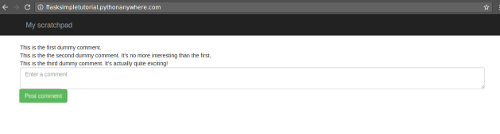 flasksimpletutorial.pythonanywhere.com
My scratchpad
This is the first dummy comment.
This is the the second dummy comment. It's no more interesting than the first.
This is the third dummy comment. It's actually quite exciting!
Enter a comment
Post comment